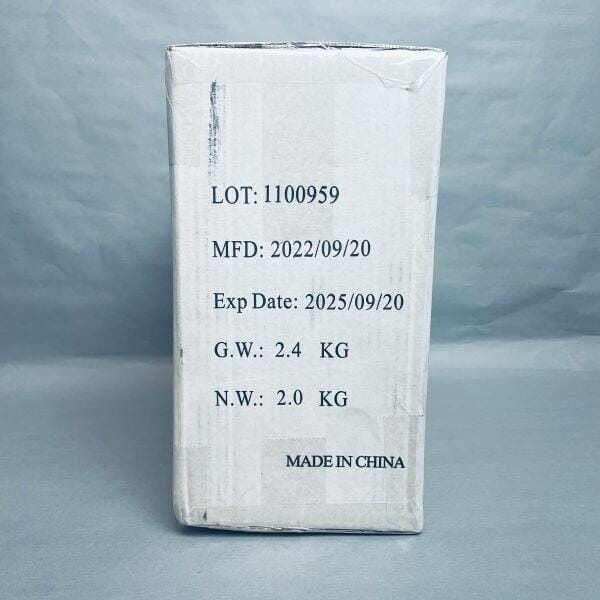 LOT: 1100959
MFD: 2022/09/20
Exp Date: 2025/09/20
G.W.: 2.4 KG
N.W.: 2.0 KG
MADE IN CHINA